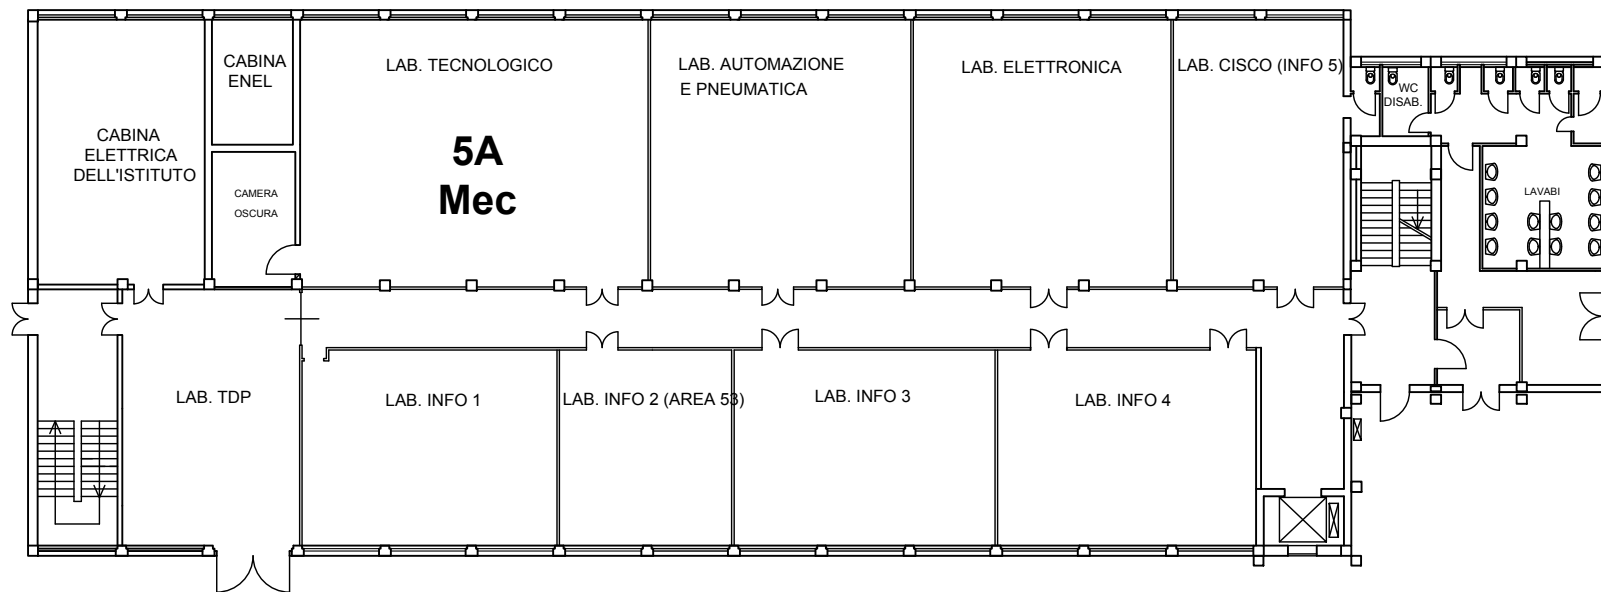 CABINA
ENEL
LAB. TECNOLOGICO
LAB. AUTOMAZIONE
E PNEUMATICA
LAB. ELETTRONICA
LAB. CISCO (INFO 5)
WC
DISAB.
CABINA
ELETTRICA
DELL'ISTITUTO
5A
Mec
CAMERA
OSCURA
LAVABI
LAB. TDP
LAB. INFO 1
LAB. INFO 2 (AREA 53)
LAB. INFO 3
LAB. INFO 4